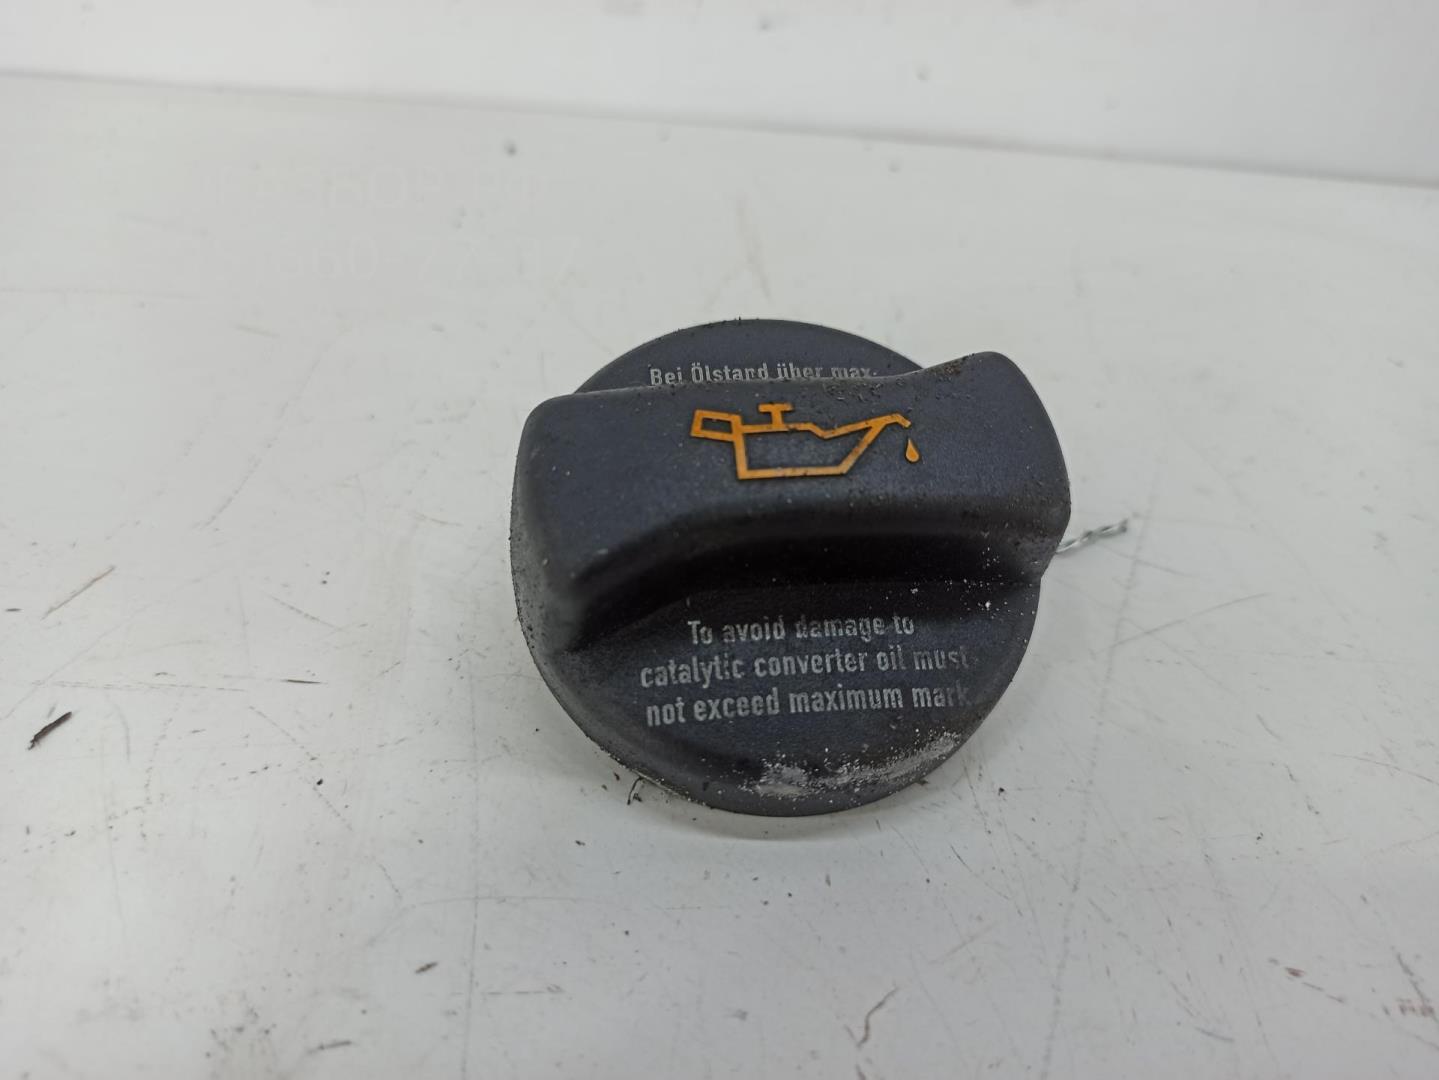 Bei Ölstand über max.
To avoid damage to
catalytic converter oil must
not exceed maximum mark